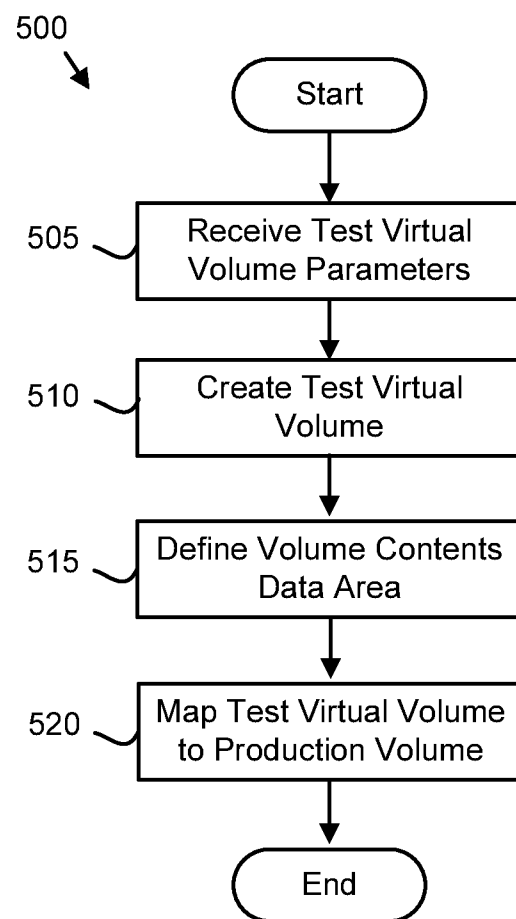 500
Start
505
Receive Test Virtual
Volume Parameters
510
Create Test Virtual
Volume
515
Define Volume Contents
Data Area
520
Map Test Virtual Volume
to Production Volume
End